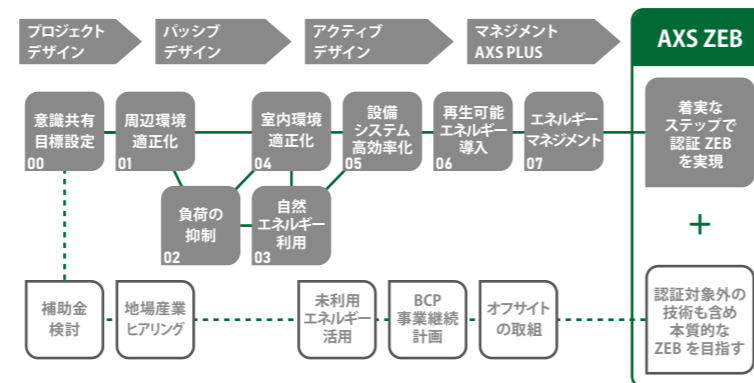 プロジェクト
デザイン
パッシブ
デザイン
アクティブ
デザイン
マネジメント
AXS PLUS
AXS ZEB
意識共有
目標設定
00
周辺環境
適正化
01
負荷の
抑制
02
自然
エネルギー
利用
03
室内環境
適正化
04
設備
システム
高効率化
05
再生可能
エネルギー
導入
06
エネルギー
マネジメント
07
着実な
ステップで
認証 ZEB
を実現
+
補助金
検討
地場産業
ヒアリング
未利用
エネルギー
活用
BCP
事業継続
計画
オフサイト
の取組
認証対象外の
技術も含め
本質的な
ZEB を目指す